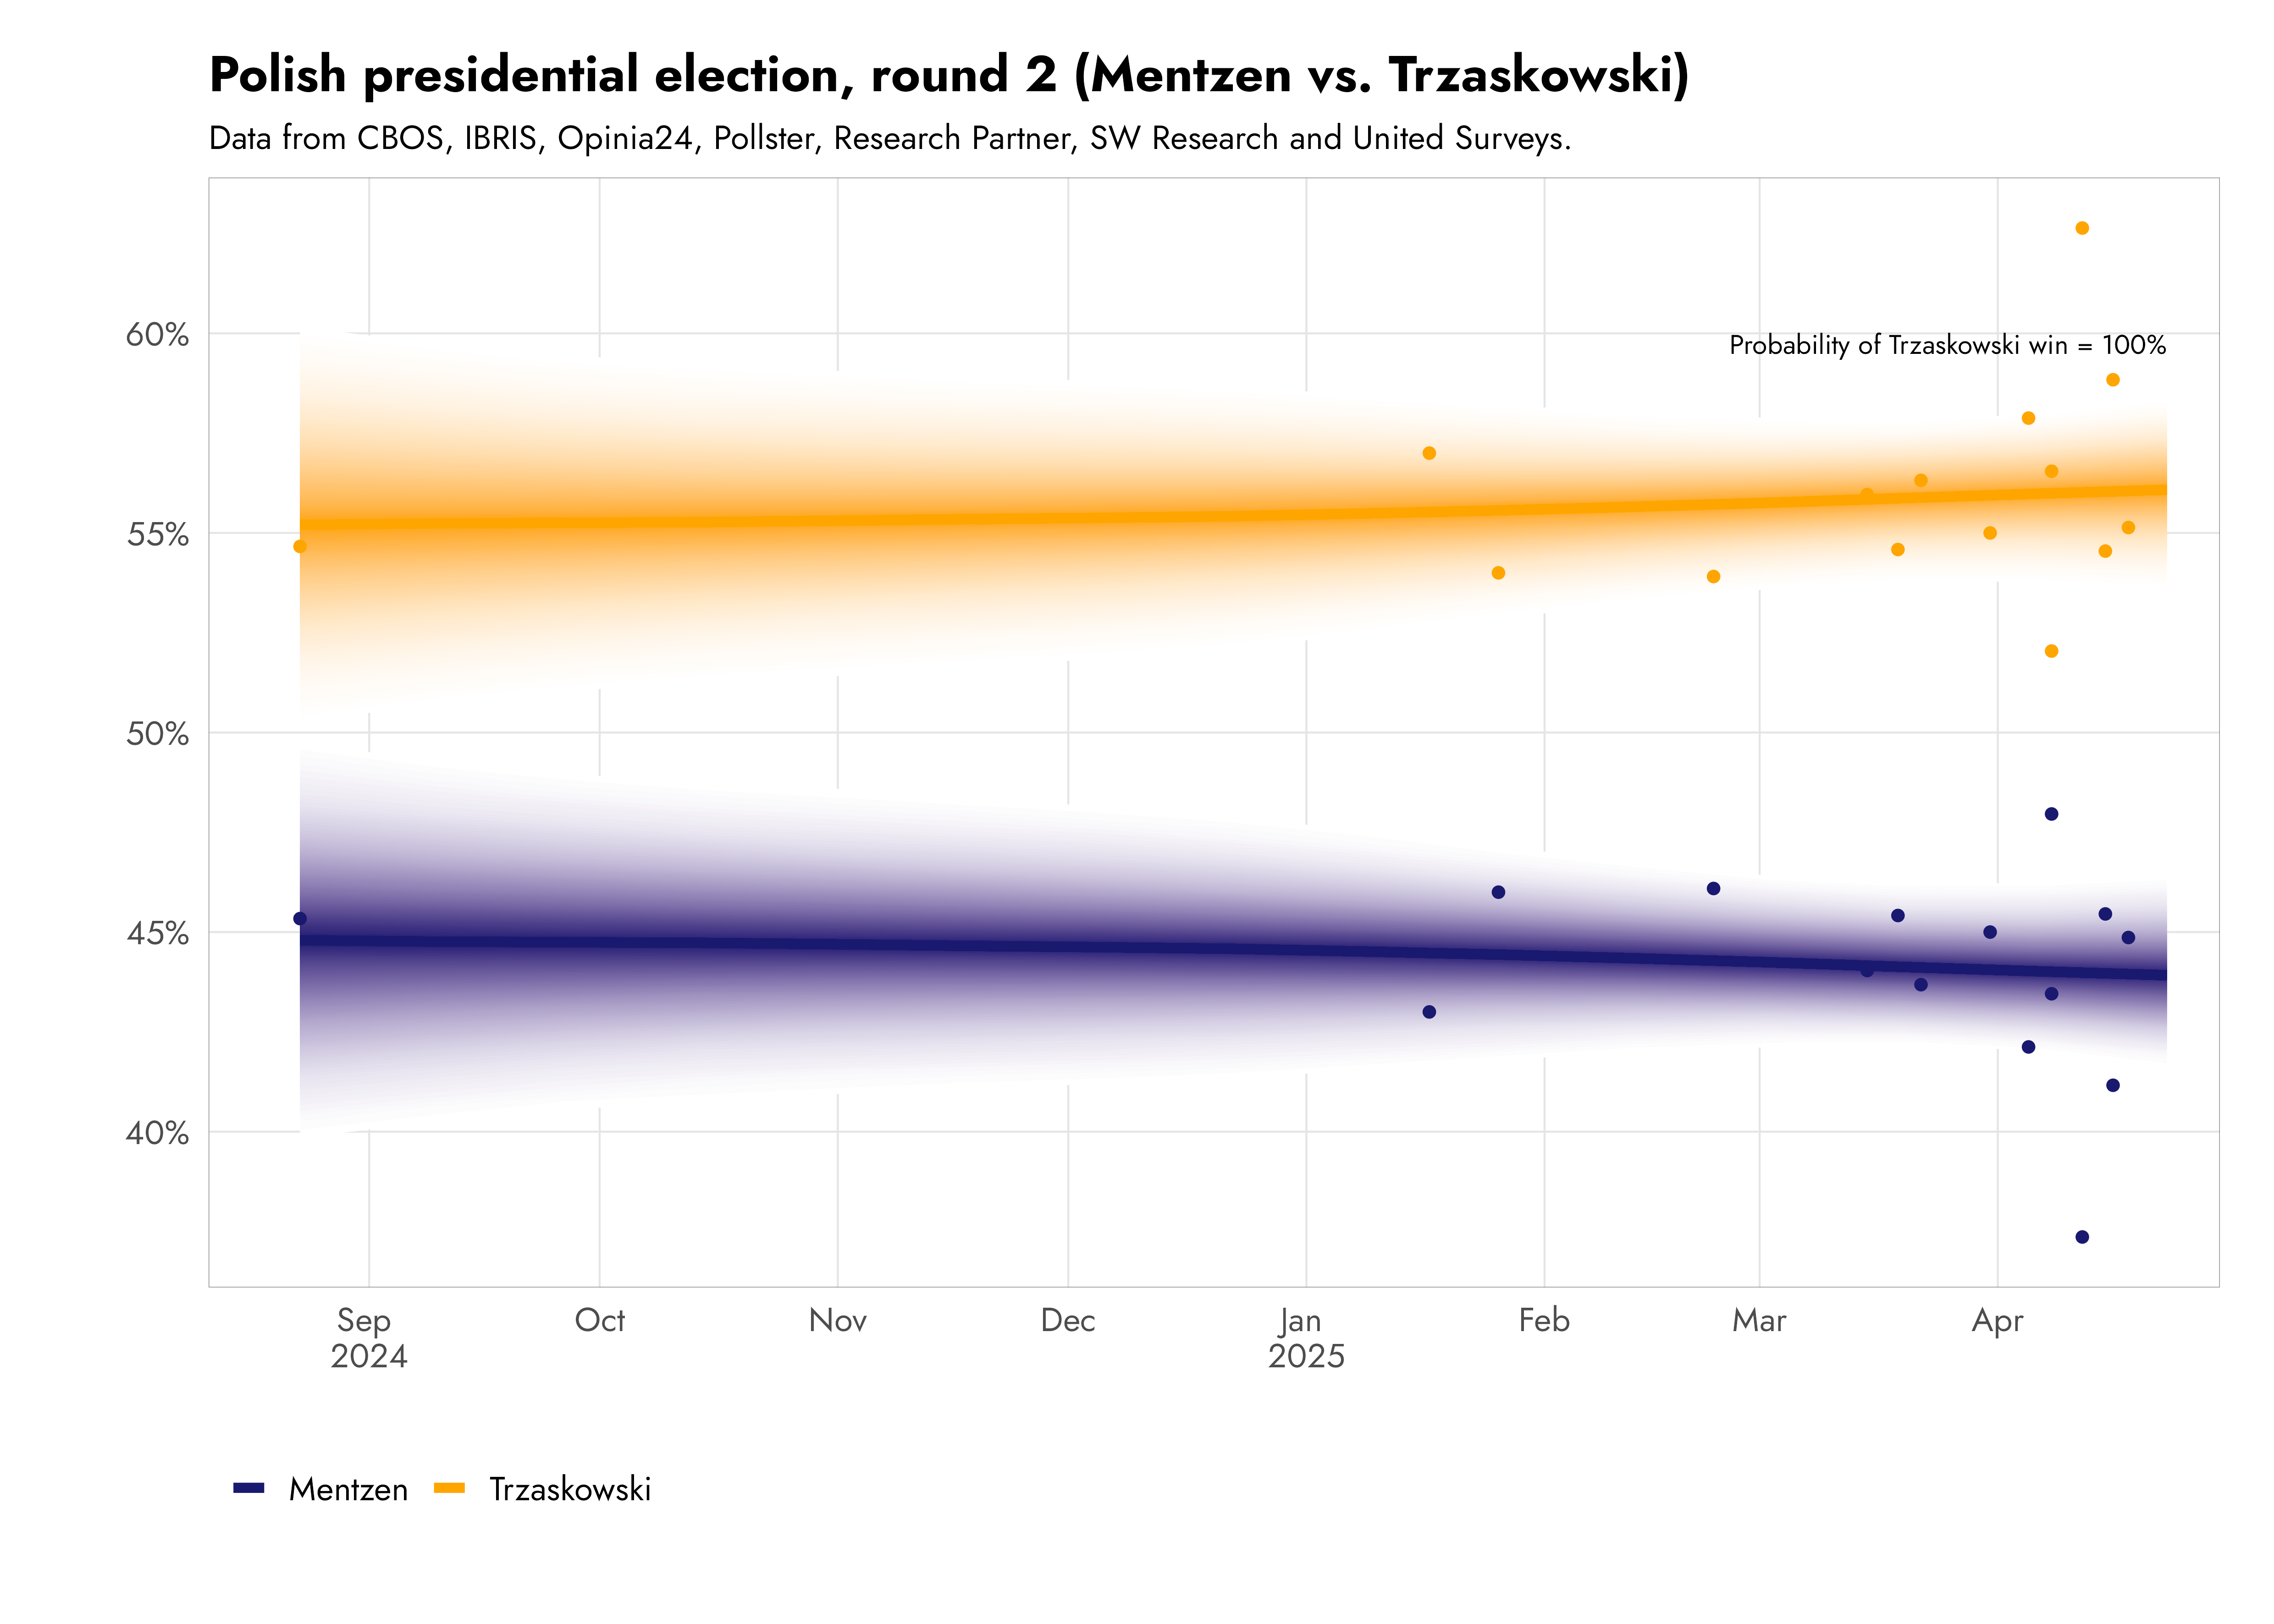 Polish presidential election, round 2 (Mentzen vs. Trzaskowski)
Data from CBOS, IBRIS, Opinia24, Pollster, Research Partner, SW Research and United Surveys.
60%
Probability of Trzaskowski win = 100%
55%
50%
45%
40%
Sep Oct Nov Dec Jan Feb Mar Apr
2024 2025
Mentzen Trzaskowski